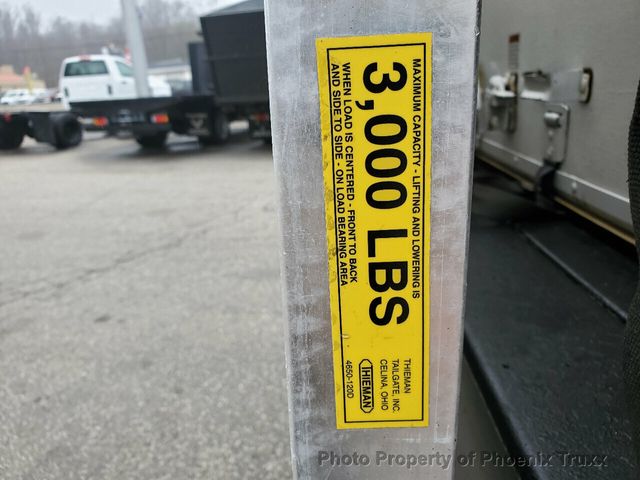 MAXIMUM CAPACITY - LIFTING AND LOWERING IS
3,000 LBS
WHEN LOAD IS CENTERED - FRONT TO BACK
AND SIDE TO SIDE - ON LOAD BEARING AREA
THIEMAN
TAILGATE, INC.
CELINA, OHIO
THIEMAN
4650-120D
Photo Property of Phoenix Truxx